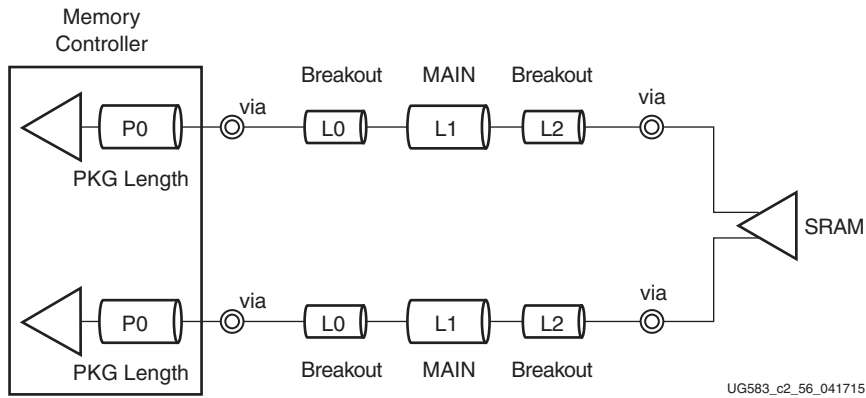 Memory
Controller
Breakout MAIN Breakout
via via
P0 L0 L1 L2
PKG Length
SRAM
via via
P0 L0 L1 L2
PKG Length Breakout MAIN Breakout
UG583_c2_56_041715